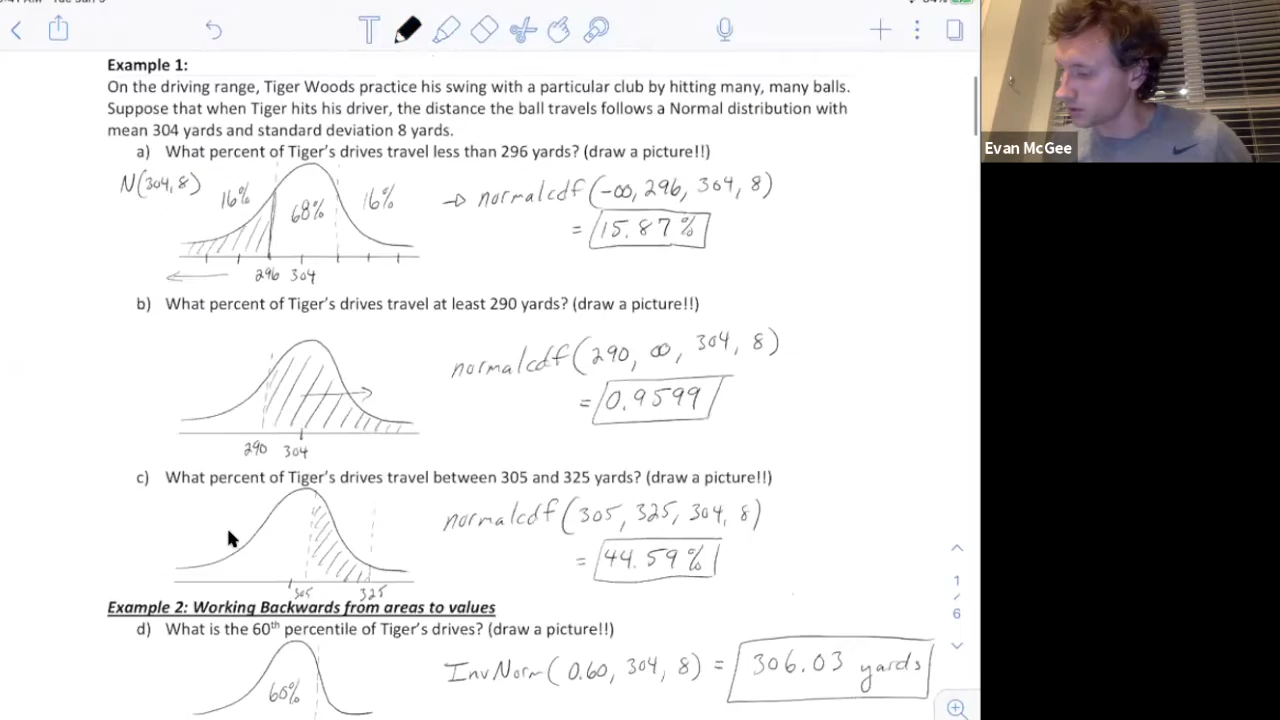 Example 1:
On the driving range, Tiger Woods practice his swing with a particular club by hitting many, many balls.
Suppose that when Tiger hits his driver, the distance the ball travels follows a Normal distribution with
mean 304 yards and standard deviation 8 yards.
a) What percent of Tiger's drives travel less than 296 yards? (draw a picture!!)
N(304, 8)
16%
68%
16%
→ normalcdf(-∞, 296, 304, 8)
= 15.87%
296 304
b) What percent of Tiger's drives travel at least 290 yards? (draw a picture!!)
normalcdf(290, ∞, 304, 8)
= 0.9599
290 304
c) What percent of Tiger's drives travel between 305 and 325 yards? (draw a picture!!)
normalcdf(305, 325, 304, 8)
= 44.59%
305 325
Example 2: Working Backwards from areas to values
d) What is the 60th percentile of Tiger's drives? (draw a picture!!)
60%
InvNorm(0.60, 304, 8) = 306.03 yards
Evan McGee
1
/
6